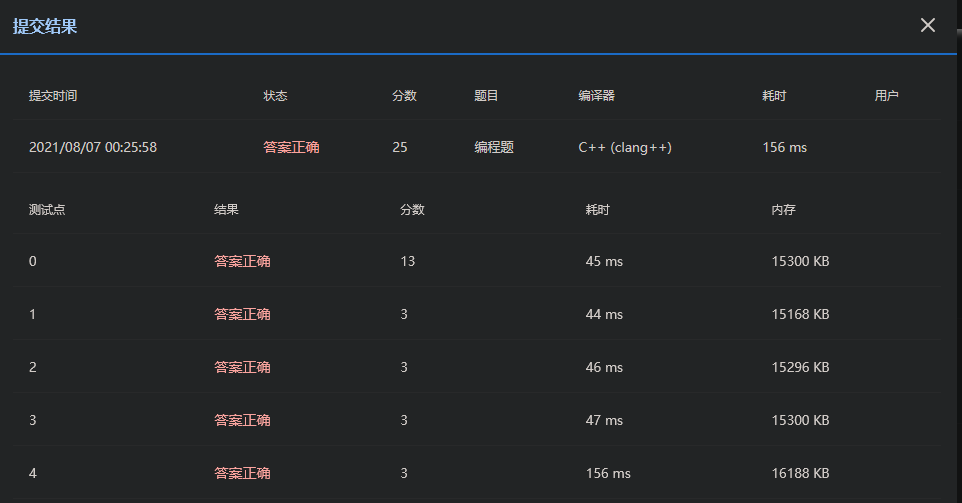 提交结果
提交时间 状态 分数 题目 编译器 耗时 用户
2021/08/07 00:25:58 答案正确 25 编程题 C++ (clang++) 156 ms
测试点 结果 分数 耗时 内存
0 答案正确 13 45 ms 15300 KB
1 答案正确 3 44 ms 15168 KB
2 答案正确 3 46 ms 15296 KB
3 答案正确 3 47 ms 15300 KB
4 答案正确 3 156 ms 16188 KB